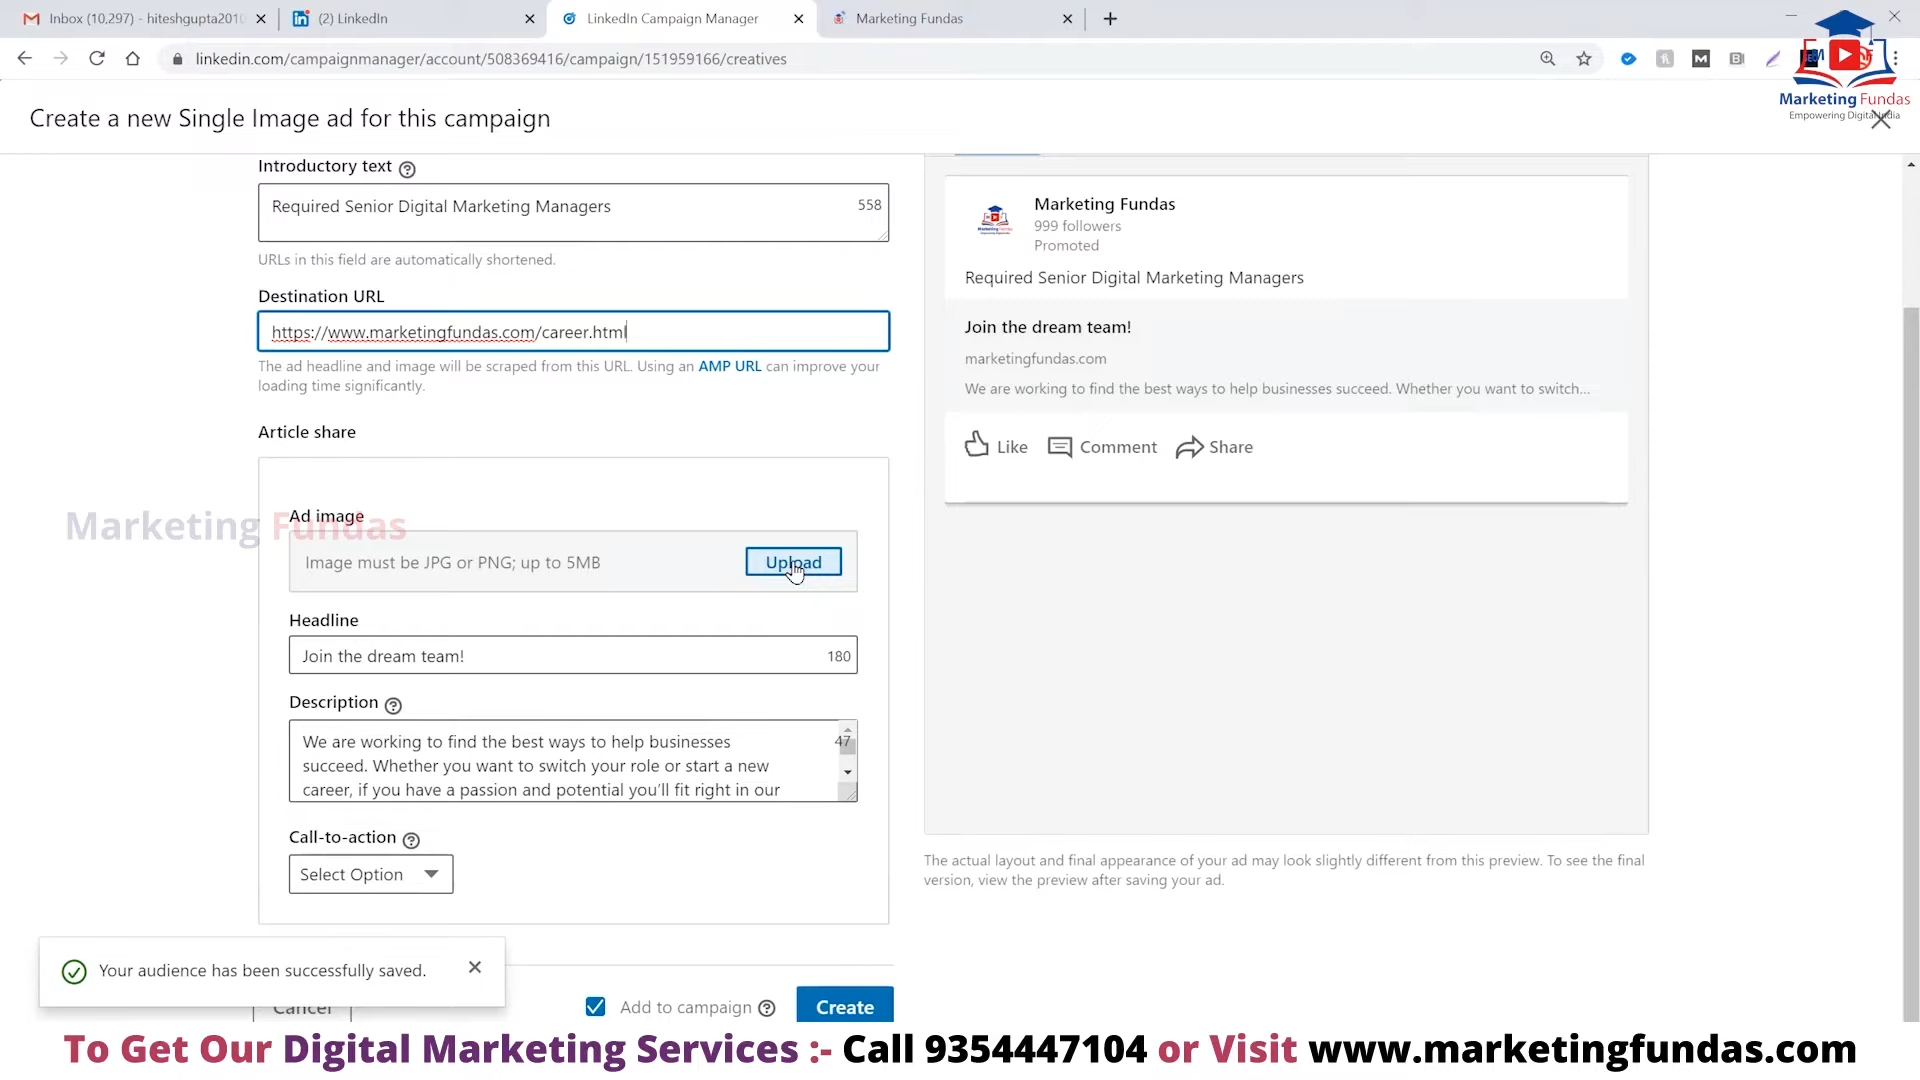 Inbox (10,297) - hiteshgupta2010
(2) LinkedIn
LinkedIn Campaign Manager
Marketing Fundas
linkedin.com/campaignmanager/account/508369416/campaign/151959166/creatives
Marketing Fundas
Empowering Digital India
Create a new Single Image ad for this campaign
Introductory text
Required Senior Digital Marketing Managers
558
URLs in this field are automatically shortened.
Destination URL
https://www.marketingfundas.com/career.html
The ad headline and image will be scraped from this URL. Using an AMP URL can improve your
loading time significantly.
Article share
Marketing Fundas
Ad image
Image must be JPG or PNG; up to 5MB
Upload
Headline
Join the dream team!
180
Description
We are working to find the best ways to help businesses
47
succeed. Whether you want to switch your role or start a new
career, if you have a passion and potential you'll fit right in our
Call-to-action
Select Option
Your audience has been successfully saved.
Cancel
Add to campaign
Create
Marketing Fundas
999 followers
Promoted
Required Senior Digital Marketing Managers
Join the dream team!
marketingfundas.com
We are working to find the best ways to help businesses succeed. Whether you want to switch...
Like
Comment
Share
The actual layout and final appearance of your ad may look slightly different from this preview. To see the final
version, view the preview after saving your ad.
To Get Our Digital Marketing Services :- Call 9354447104 or Visit www.marketingfundas.com